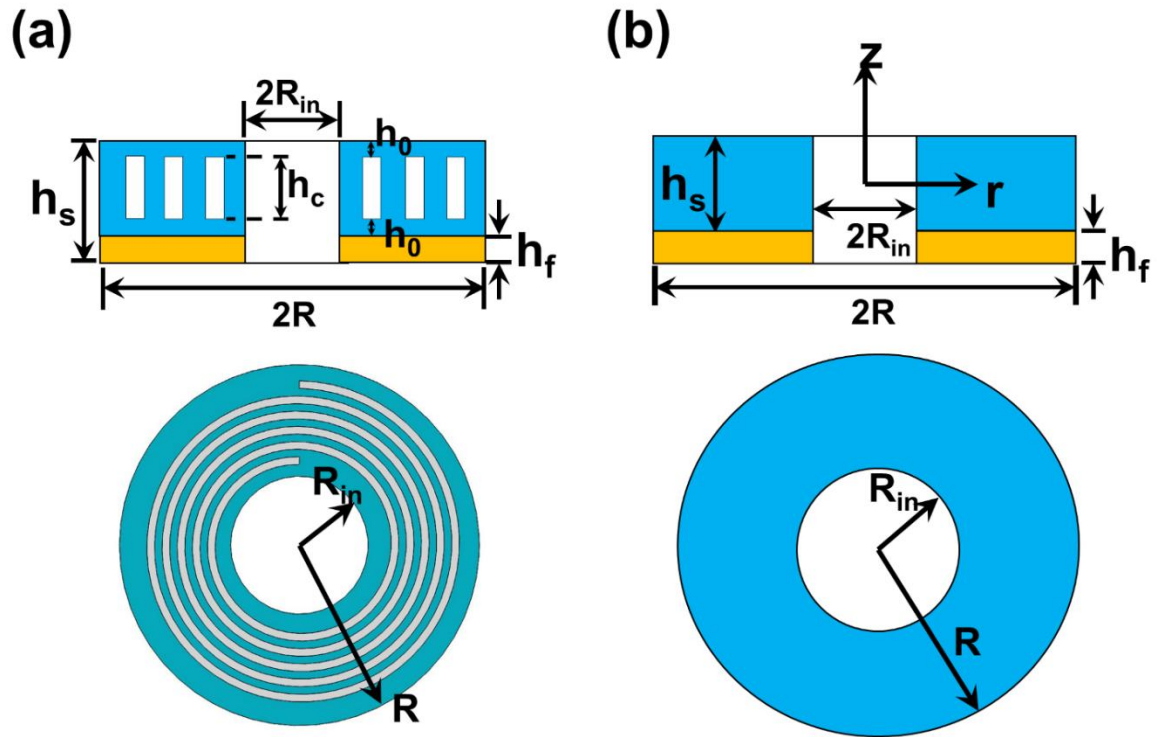 (a)
2R_in
h_0
h_s
h_c
h_0
h_f
2R
R_in
R
(b)
z
h_s
r
2R_in
h_f
2R
R_in
R